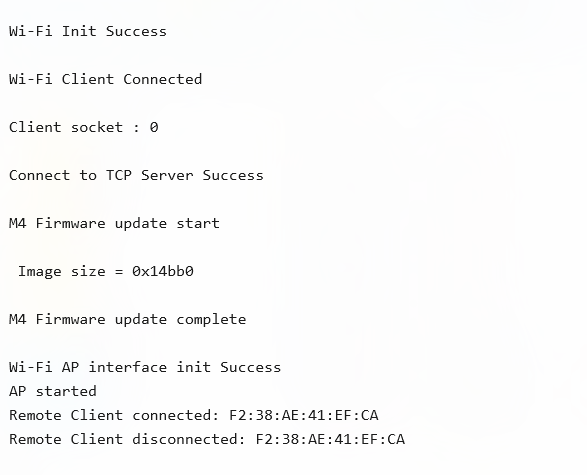 Wi-Fi Init Success
Wi-Fi Client Connected
Client socket : 0
Connect to TCP Server Success
M4 Firmware update start
Image size = 0x14bb0
M4 Firmware update complete
Wi-Fi AP interface init Success
AP started
Remote Client connected: F2:38:AE:41:EF:CA
Remote Client disconnected: F2:38:AE:41:EF:CA